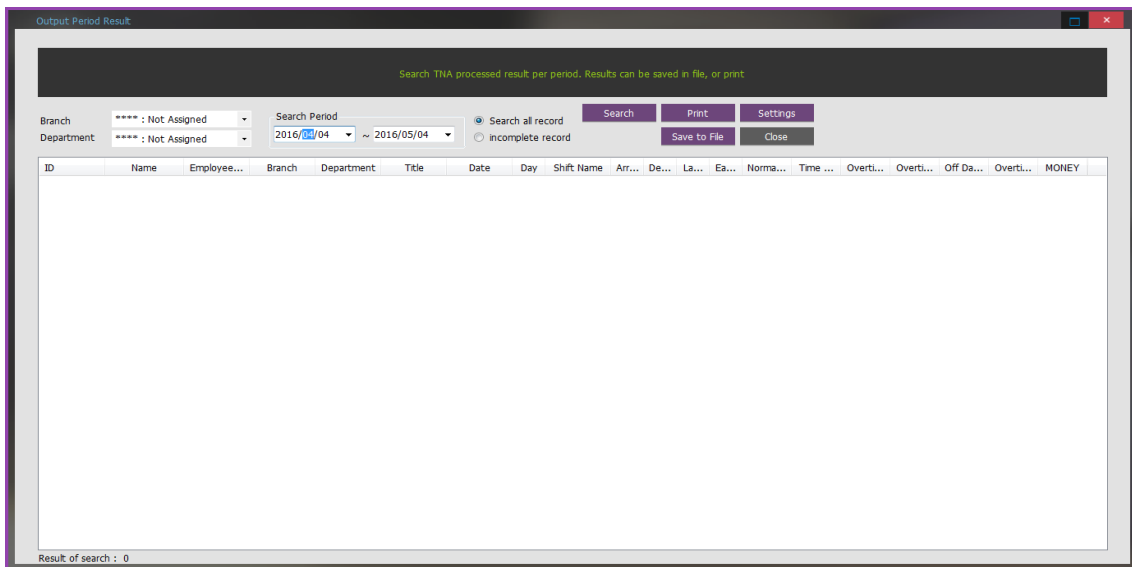 Output Period Result
Search TNA processed result per period. Results can be saved in file, or print
Branch **** : Not Assigned
Department **** : Not Assigned
Search Period
2016/04/04 ~ 2016/05/04
Search all record
incomplete record
Search Print Settings
Save to File Close
ID Name Employee... Branch Department Title Date Day Shift Name Arr... De... La... Ea... Norma... Time ... Overti... Overti... Off Da... Overti... MONEY
Result of search : 0